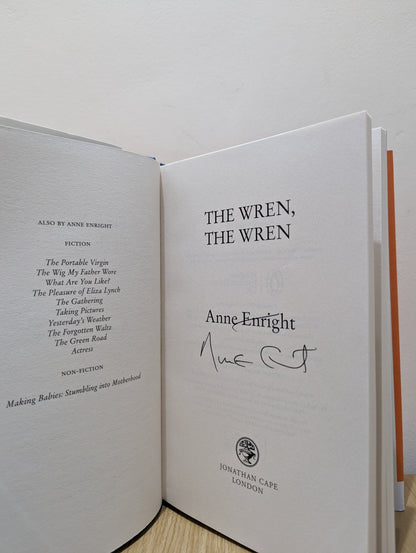 ALSO BY ANNE ENRIGHT
FICTION
The Portable Virgin
The Wig My Father Wore
What Are You Like?
The Pleasure of Eliza Lynch
The Gathering
Taking Pictures
Yesterday's Weather
The Forgotten Waltz
The Green Road
Actress
NON-FICTION
Making Babies: Stumbling into Motherhood
THE WREN,
THE WREN
Anne Enright
JONATHAN CAPE
LONDON